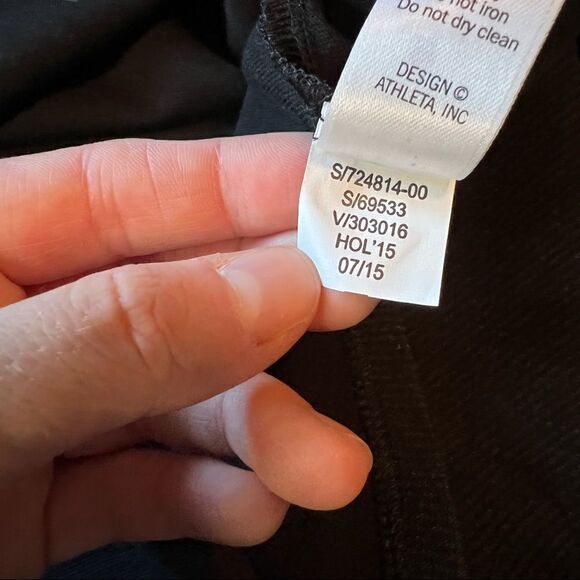 not iron
Do not dry clean
DESIGN ©
ATHLETA, INC
S/724814-00
S/69533
V/303016
HOL'15
07/15